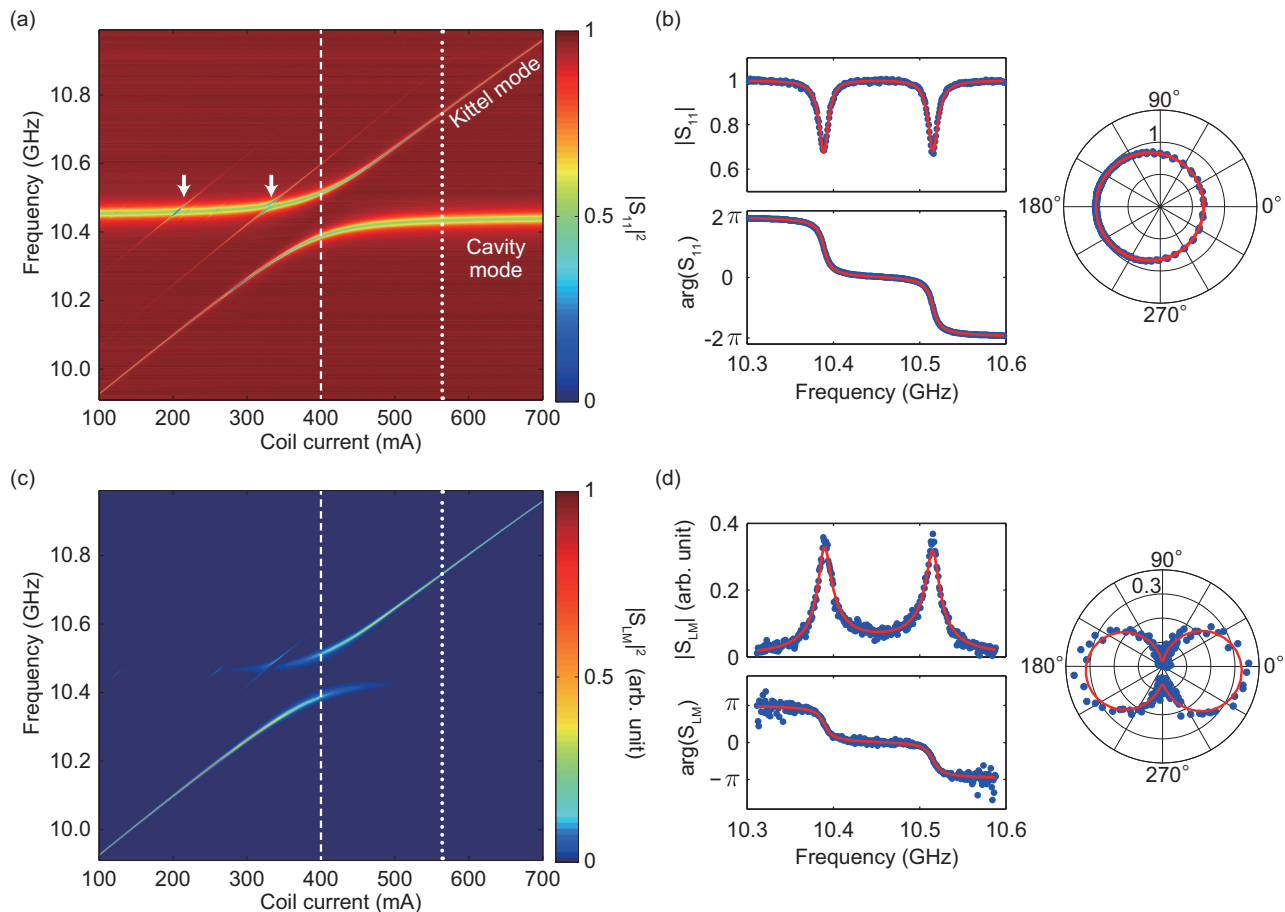 (a)
Frequency (GHz)
10.8
10.6
10.4
10.2
10.0
100 200 300 400 500 600 700
Coil current (mA)
Kittel mode
Cavity mode
1
0.5
0
|S11|²
(b)
|S11|
1
0.8
0.6
arg(S11)
2 π
0
-2 π
10.3 10.4 10.5 10.6
Frequency (GHz)
90°
1
180°
0°
270°
(c)
Frequency (GHz)
10.8
10.6
10.4
10.2
10.0
100 200 300 400 500 600 700
Coil current (mA)
1
0.5
0
|SLM|² (arb. unit)
(d)
|SLM| (arb. unit)
0.4
0.2
0
arg(SLM)
π
0
−π
10.3 10.4 10.5 10.6
Frequency (GHz)
90°
0.3
180°
0°
270°